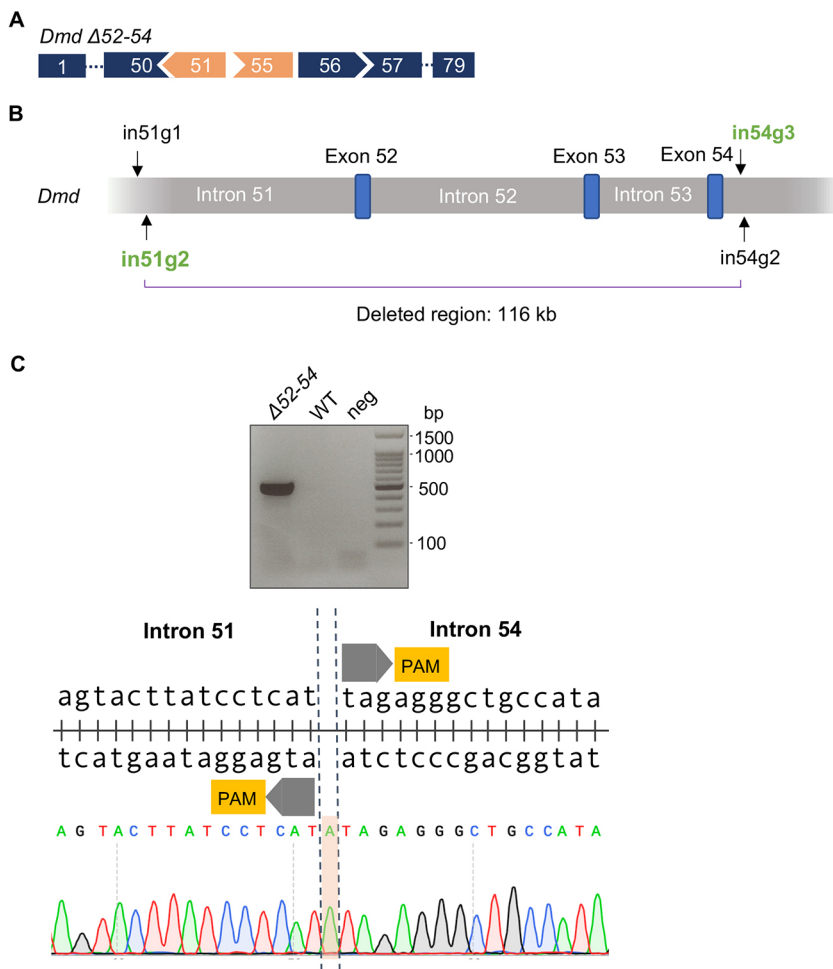 A
Dmd Δ52-54
1 50 51 55 56 57 79
B
in51g1
in54g3
Exon 52 Exon 53 Exon 54
Dmd
Intron 51 Intron 52 Intron 53
in51g2
in54g2
Deleted region: 116 kb
C
Δ52-54 WT neg bp
1500
1000
500
100
Intron 51 Intron 54
PAM
agtacttatcctcat tagagggctgccata
tcatgaataggagta atctcccgacggtat
PAM
A G T A C T T A T C C T C A T A T A G A G G G C T G C C A T A